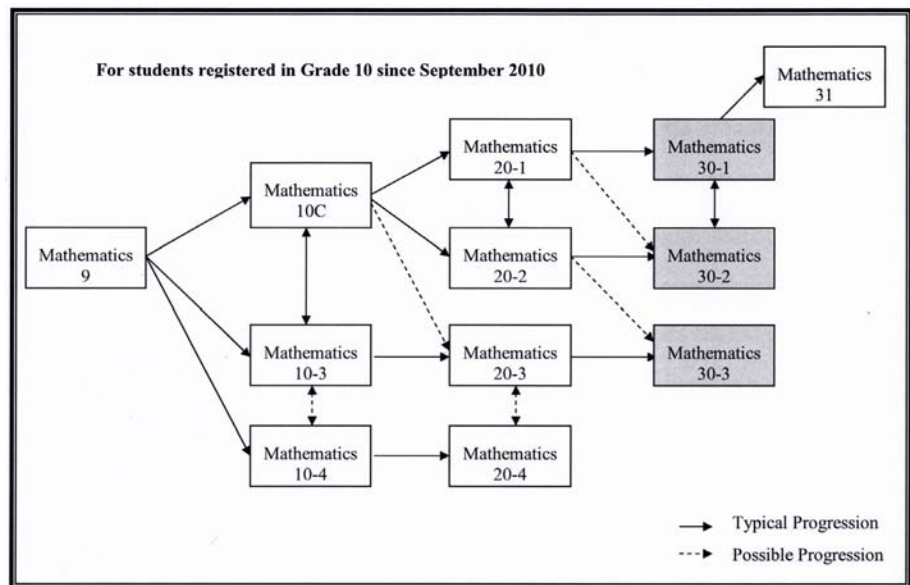 For students registered in Grade 10 since September 2010
Mathematics
31
Mathematics
20-1
Mathematics
30-1
Mathematics
10C
Mathematics
9
Mathematics
20-2
Mathematics
30-2
Mathematics
10-3
Mathematics
20-3
Mathematics
30-3
Mathematics
10-4
Mathematics
20-4
Typical Progression
Possible Progression